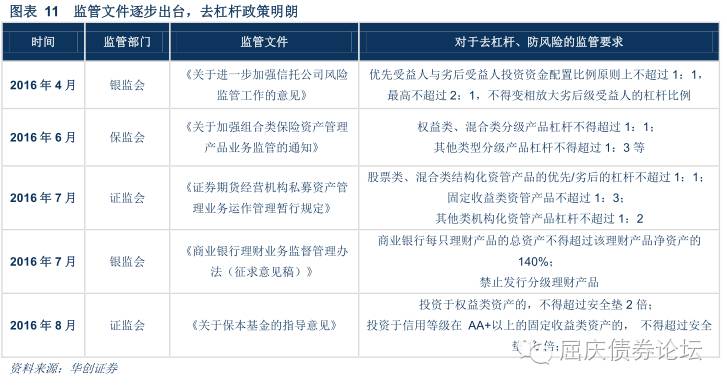 图表 11 监管文件逐步出台，去杠杆政策明朗
时间 监管部门 监管文件 对于去杠杆、防风险的监管要求
2016 年 4 月 银监会 《关于进一步加强信托公司风险
监管工作的意见》
优先受益人与劣后受益人投资资金配置比例原则上不超过 1：1，
最高不超过 2：1，不得变相放大劣后级受益人的杠杆比例
2016 年 6 月 保监会 《关于加强组合类保险资产管理
产品业务监管的通知》
权益类、混合类分级产品杠杆不得超过 1：1；
其他类型分级产品杠杆不得超过 1：3 等
2016 年 7 月 证监会 《证券期货经营机构私募资产管
理业务运作管理暂行规定》
股票类、混合类结构化资管产品的优先/劣后的杠杆不超过 1：1；
固定收益类资管产品不超过 1：3；
其他类机构化资管产品杠杆不超过 1：2
2016 年 7 月 银监会 《商业银行理财业务监督管理办
法（征求意见稿）》
商业银行每只理财产品的总资产不得超过该理财产品净资产的
140%；
禁止发行分级理财产品
2016 年 8 月 证监会 《关于保本基金的指导意见》
投资于权益类资产的，不得超过安全垫 2 倍；
投资于信用等级在 AA+以上的固定收益类资产的，不得超过安全
倍；
资料来源：华创证券
屈庆债券论坛